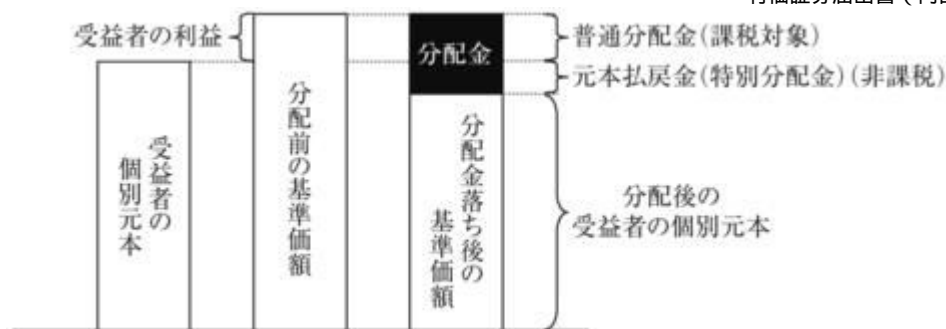 受益者の利益
分配金
普通分配金(課税対象)
元本払戻金(特別分配金)(非課税)
受益者の
個別元本
分配前の基準価額
分配金落ち後の
基準価額
分配後の
受益者の個別元本